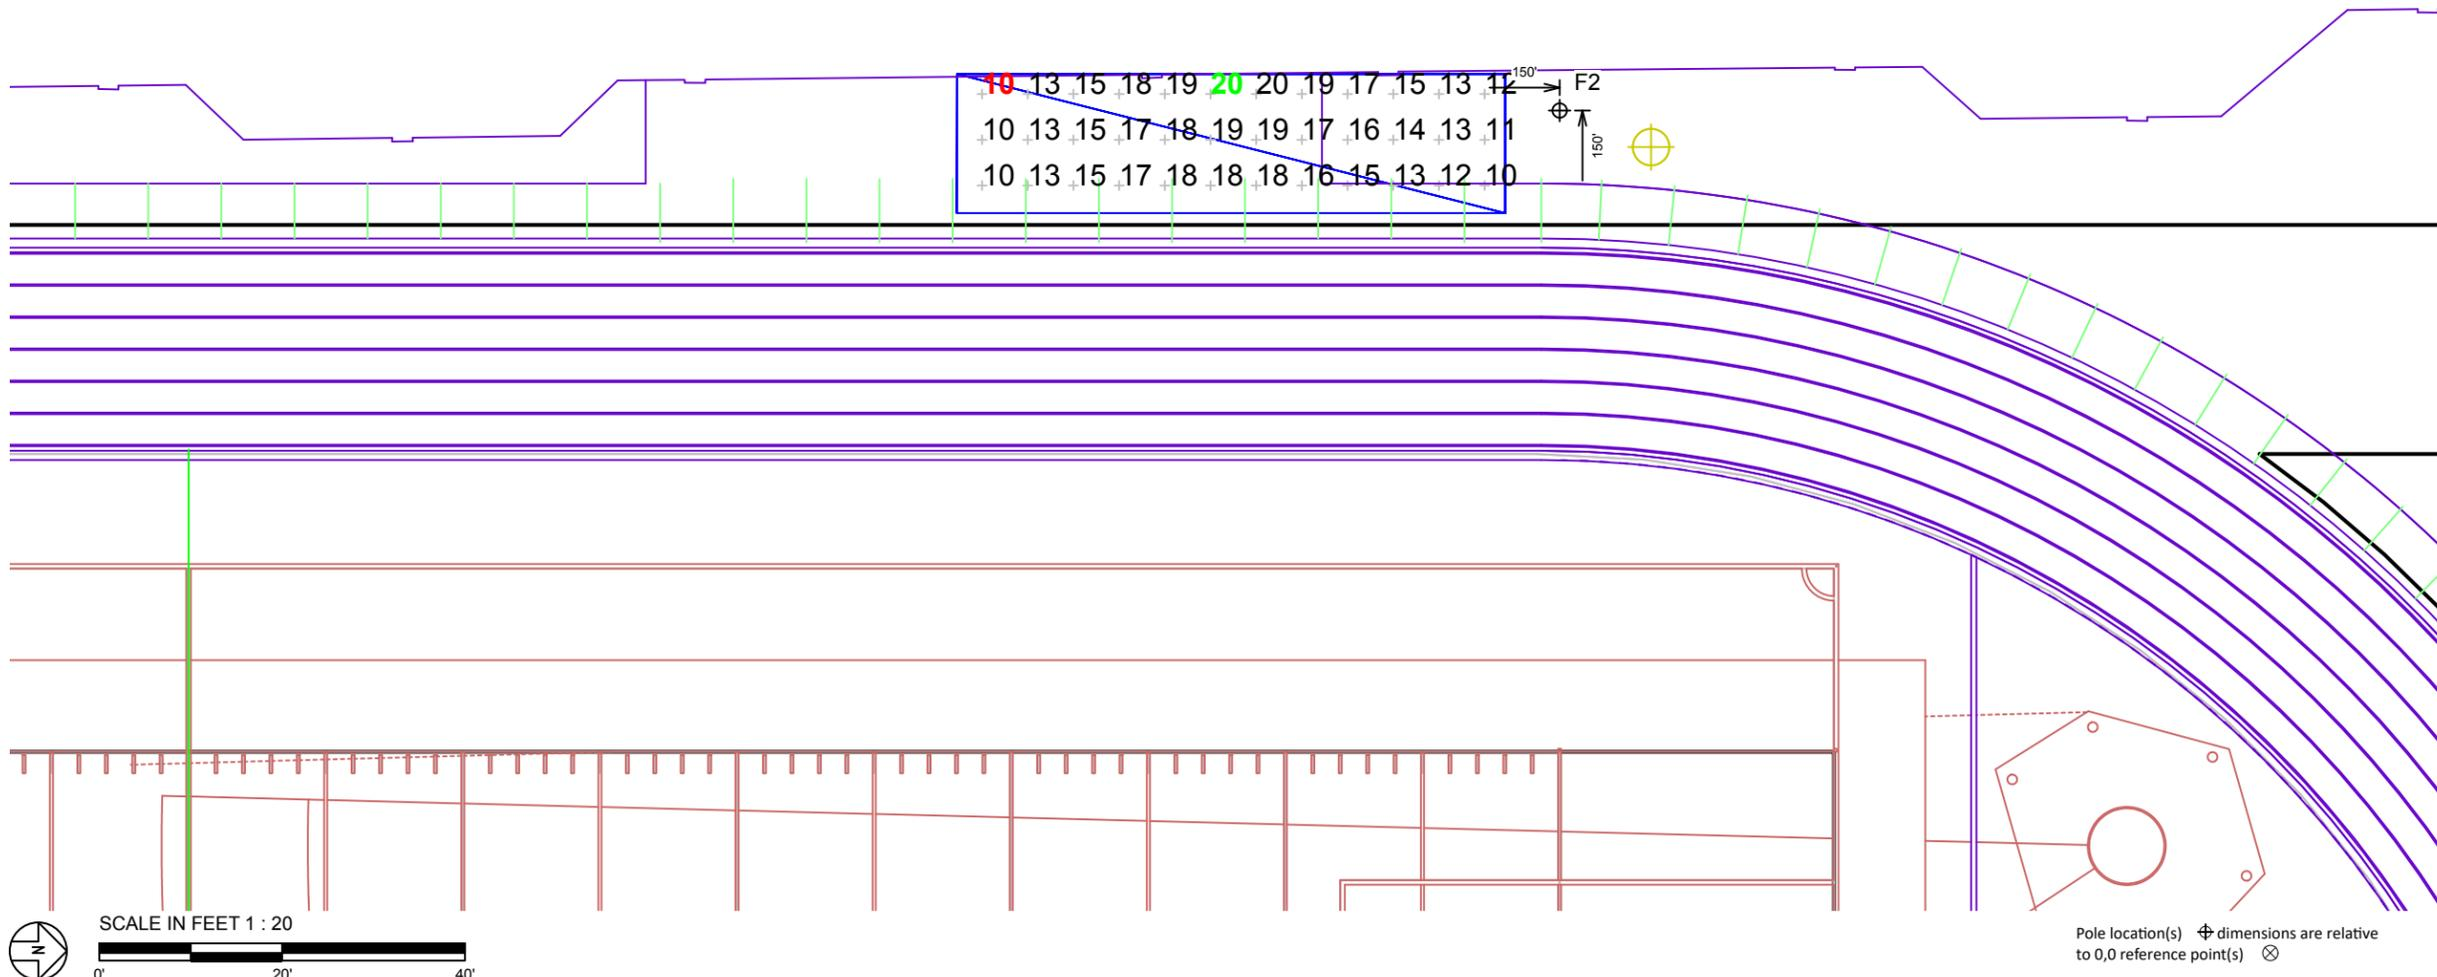 10 13 15 18 19 20 20 19 17 15 13 12 150' F2
10 13 15 17 18 19 19 17 16 14 13 11 150'
10 13 15 17 18 18 18 16 15 13 12 10
SCALE IN FEET 1 : 20
0' 20' 40'
N
Pole location(s) dimensions are relative
to 0,0 reference point(s)